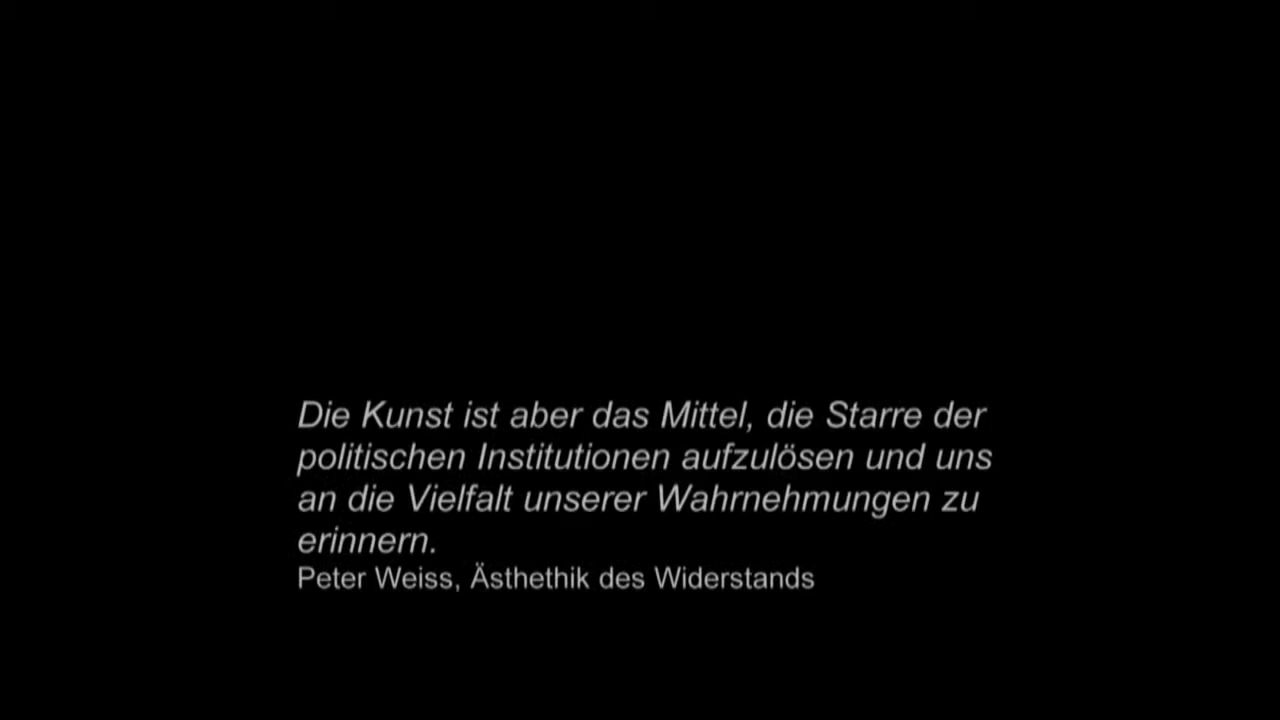 Die Kunst ist aber das Mittel, die Starre der
politischen Institutionen aufzulösen und uns
an die Vielfalt unserer Wahrnehmungen zu
erinnern.
Peter Weiss, Ästhethik des Widerstands